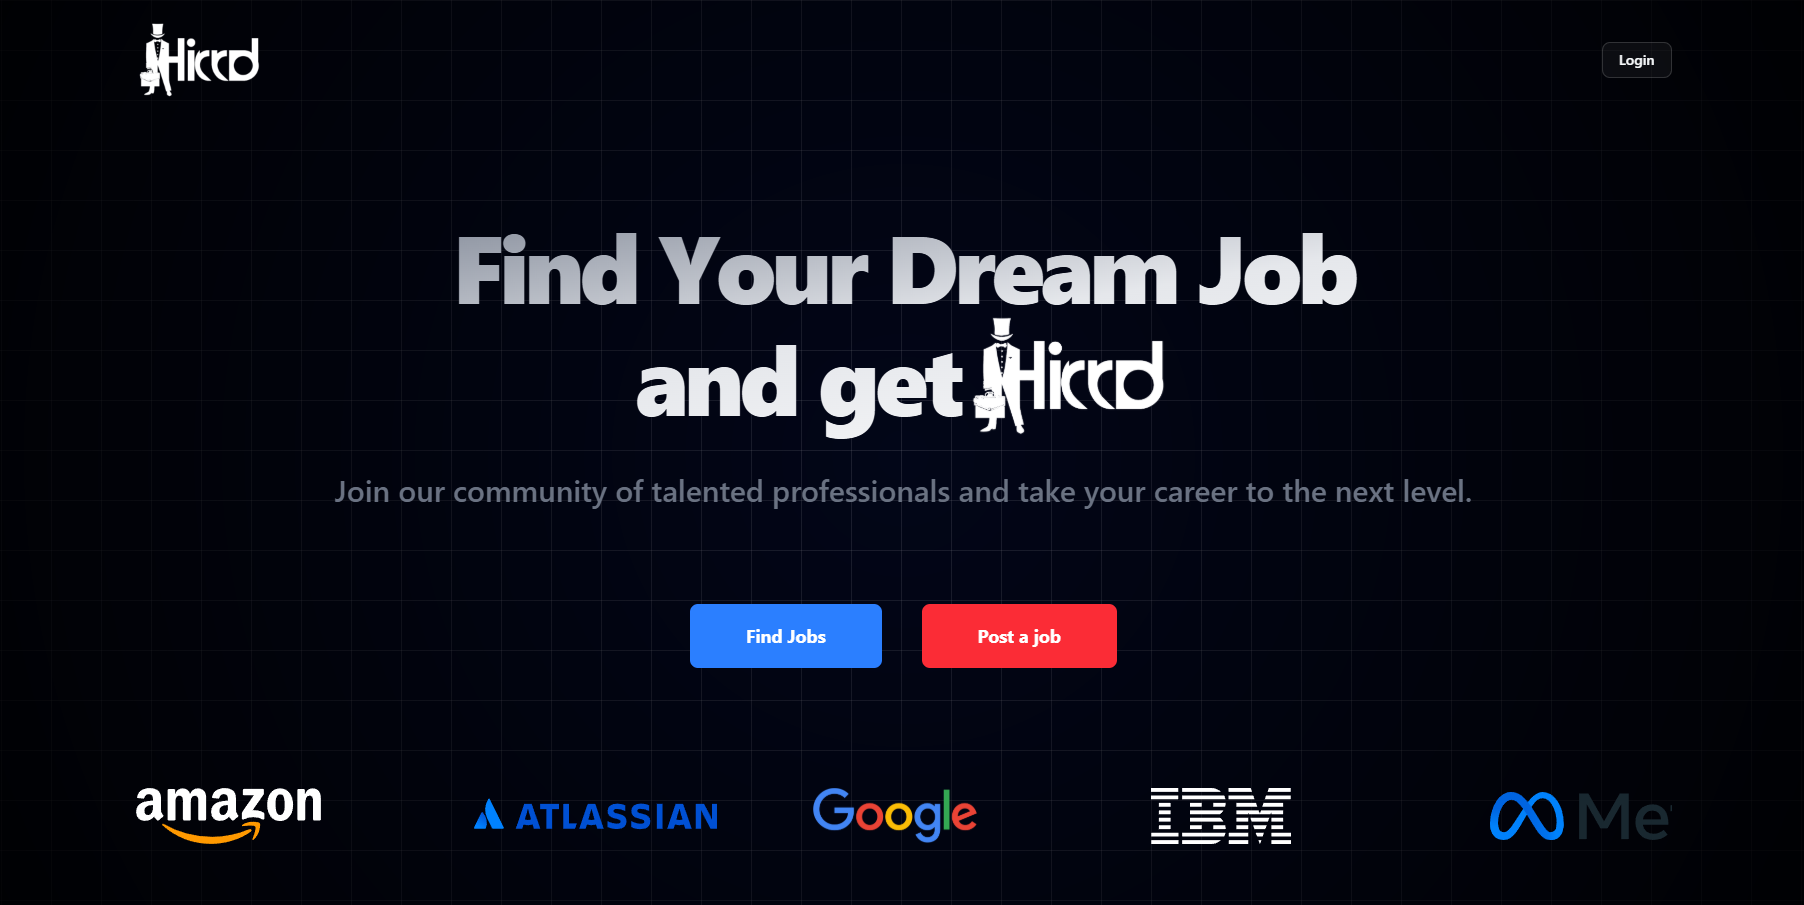 Hirrd
Login
Find Your Dream Job
and get Hirrd
Join our community of talented professionals and take your career to the next level.
Find Jobs
Post a job
amazon
ATLASSIAN
Google
IBM
Me